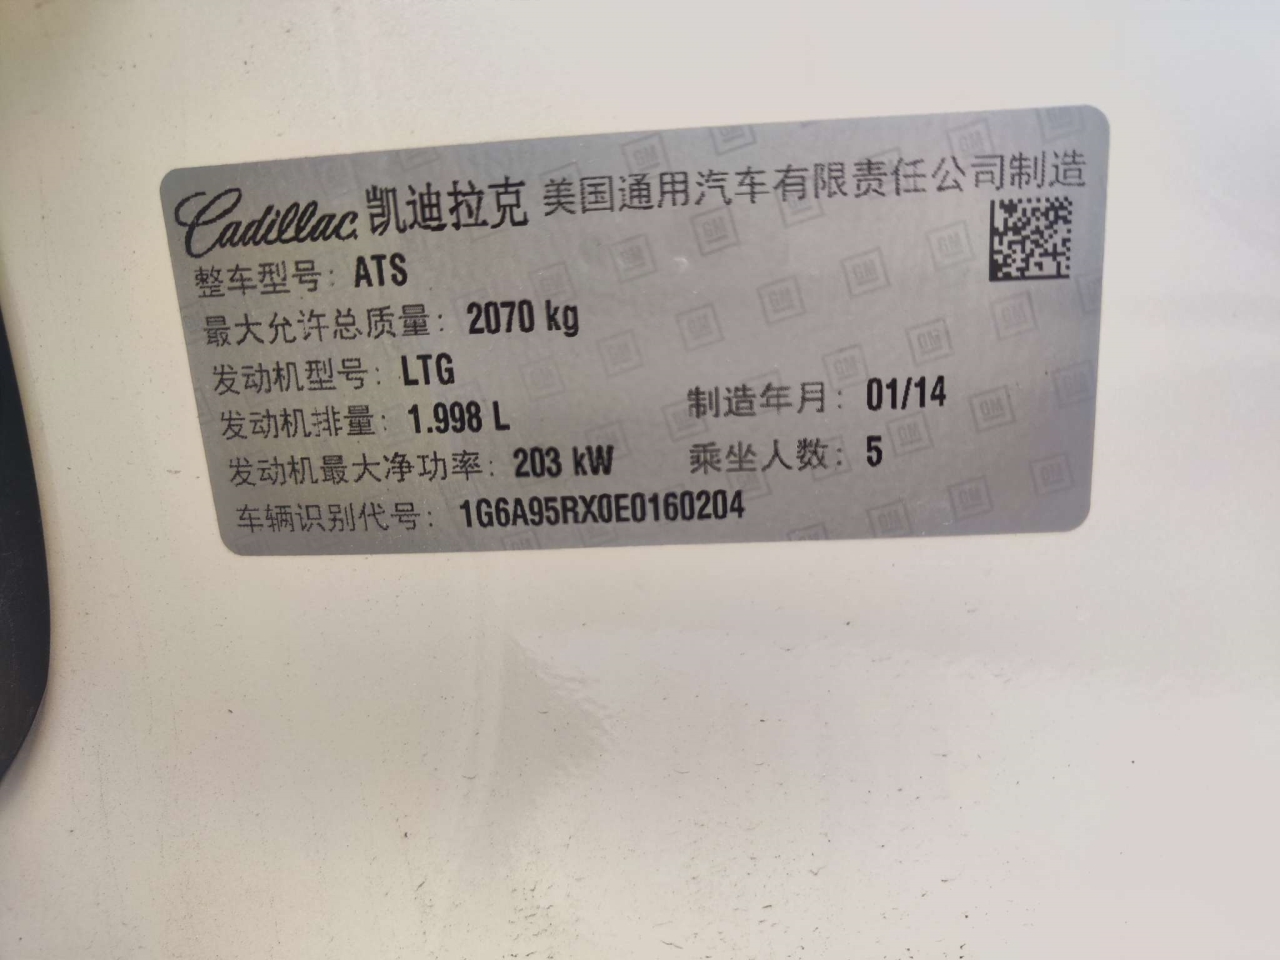 Cadillac 凯迪拉克 美国通用汽车有限责任公司制造
整车型号：ATS
最大允许总质量：2070 kg
发动机型号：LTG
发动机排量：1.998 L
制造年月：01/14
发动机最大净功率：203 kW
乘坐人数：5
车辆识别代号：1G6A95RX0E0160204